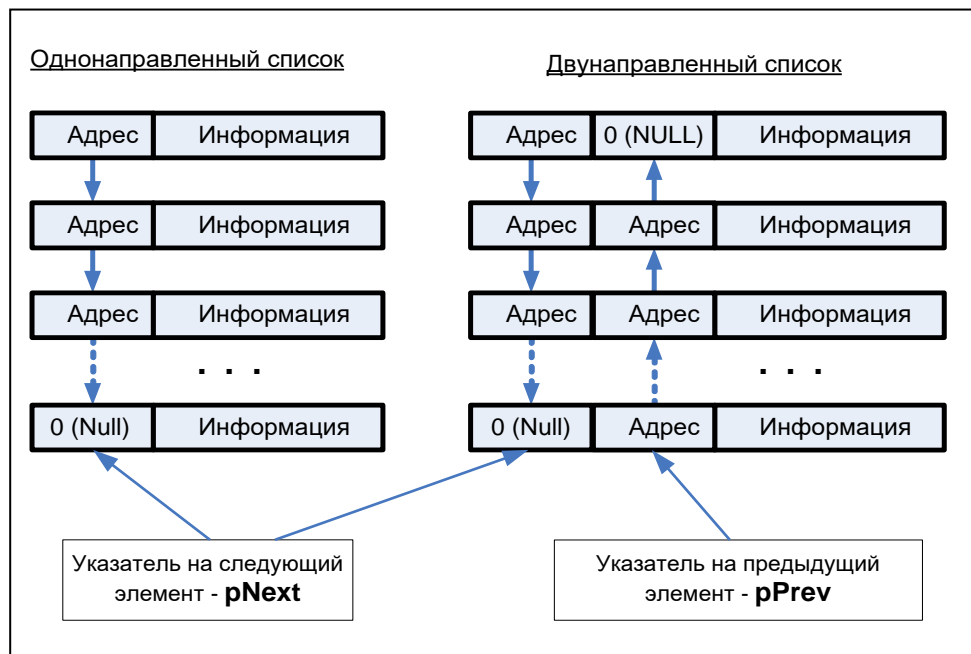 Однонаправленный список
Двунаправленный список
Адрес Информация
Адрес 0 (NULL) Информация
Адрес Информация
Адрес Адрес Информация
Адрес Информация
Адрес Адрес Информация
. . .
. . .
0 (Null) Информация
0 (Null) Адрес Информация
Указатель на следующий
элемент - pNext
Указатель на предыдущий
элемент - pPrev